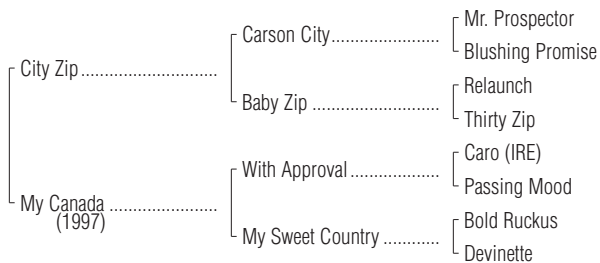 Mr. Prospector
Carson City
Blushing Promise
City Zip
Relaunch
Baby Zip
Thirty Zip
Caro (IRE)
With Approval
Passing Mood
My Canada
(1997)
Bold Ruckus
My Sweet Country
Devinette